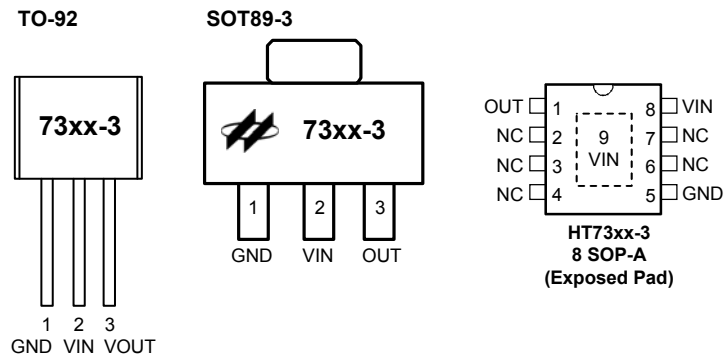 TO-92
73xx-3
1 2 3
GND VIN VOUT
SOT89-3
73xx-3
1 2 3
GND VIN OUT
OUT 1 8 VIN
NC 2 9 7 NC
VIN
NC 3 6 NC
NC 4 5 GND
HT73xx-3
8 SOP-A
(Exposed Pad)